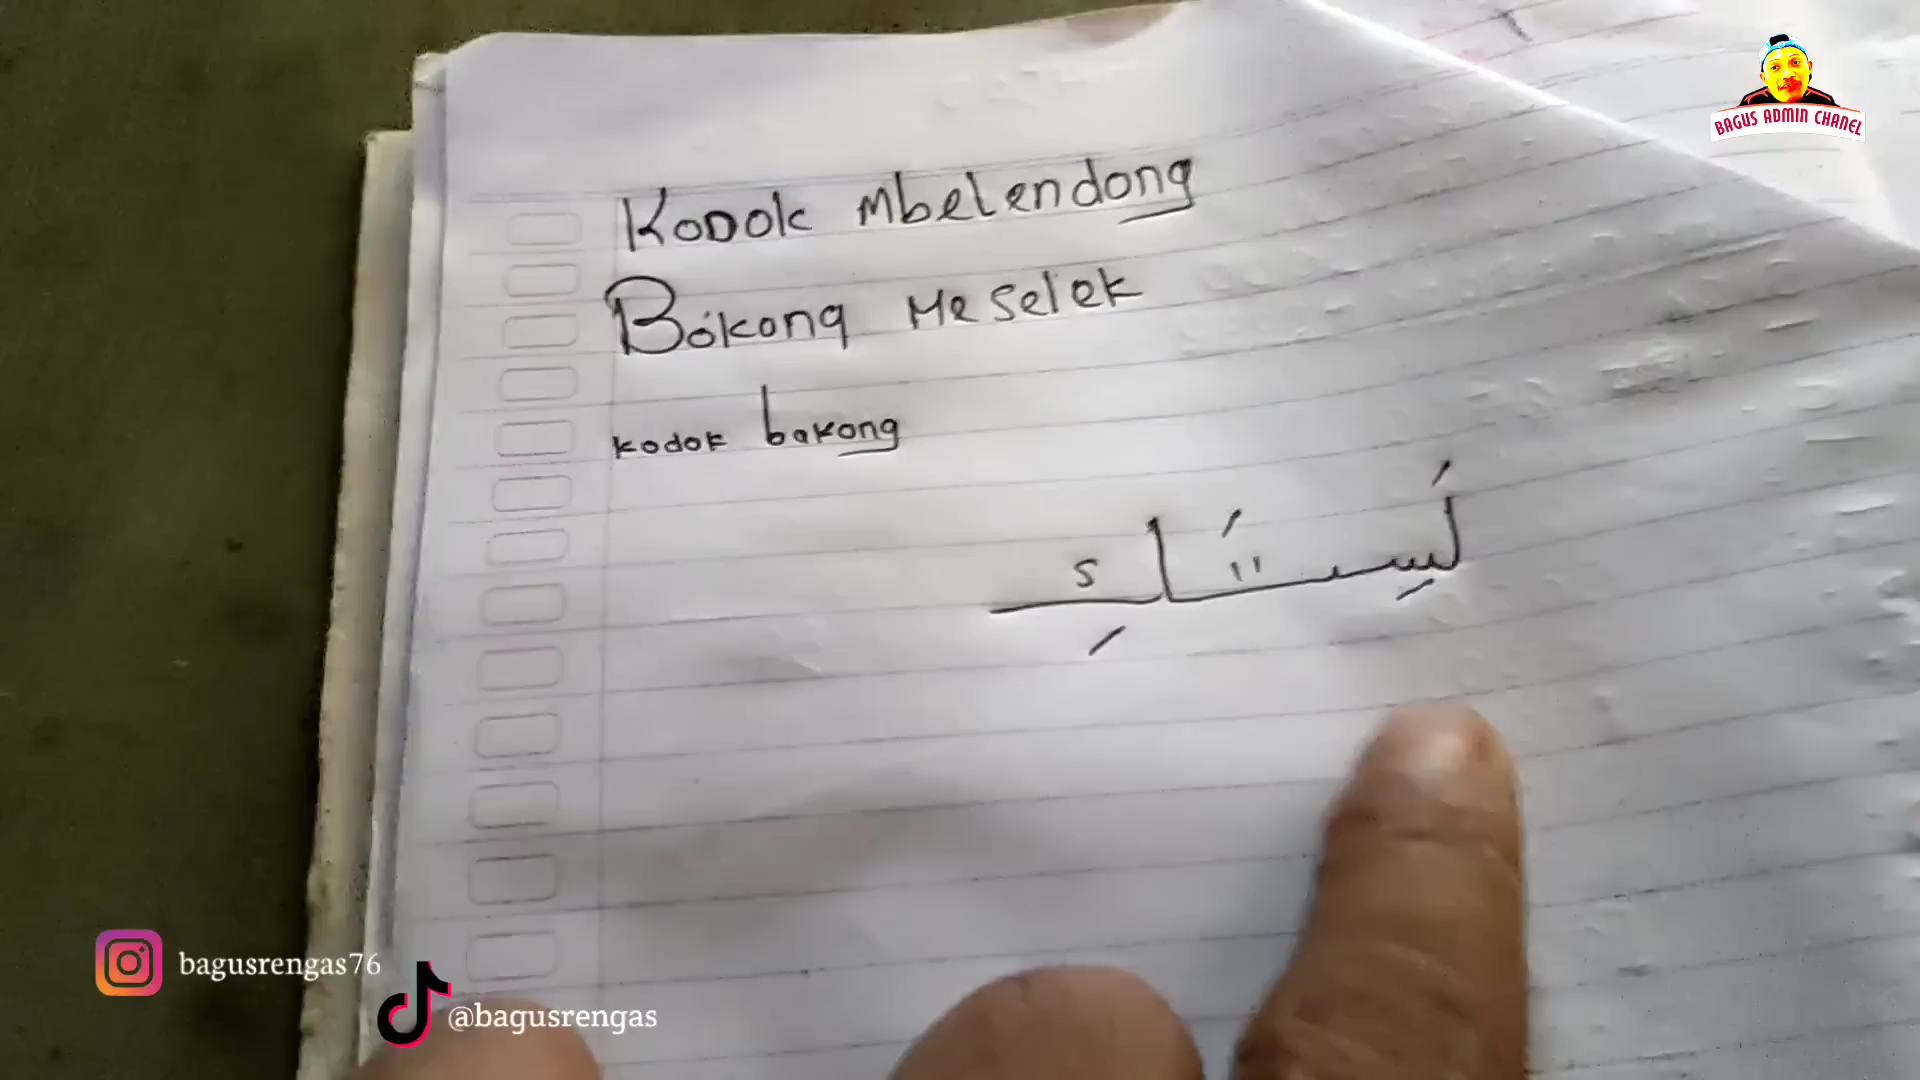 BAGUS ADMIN CHANEL
Kodok Mbelendong
Bokong Meselek
kodok bokong
bagusrengas76
@bagusrengas